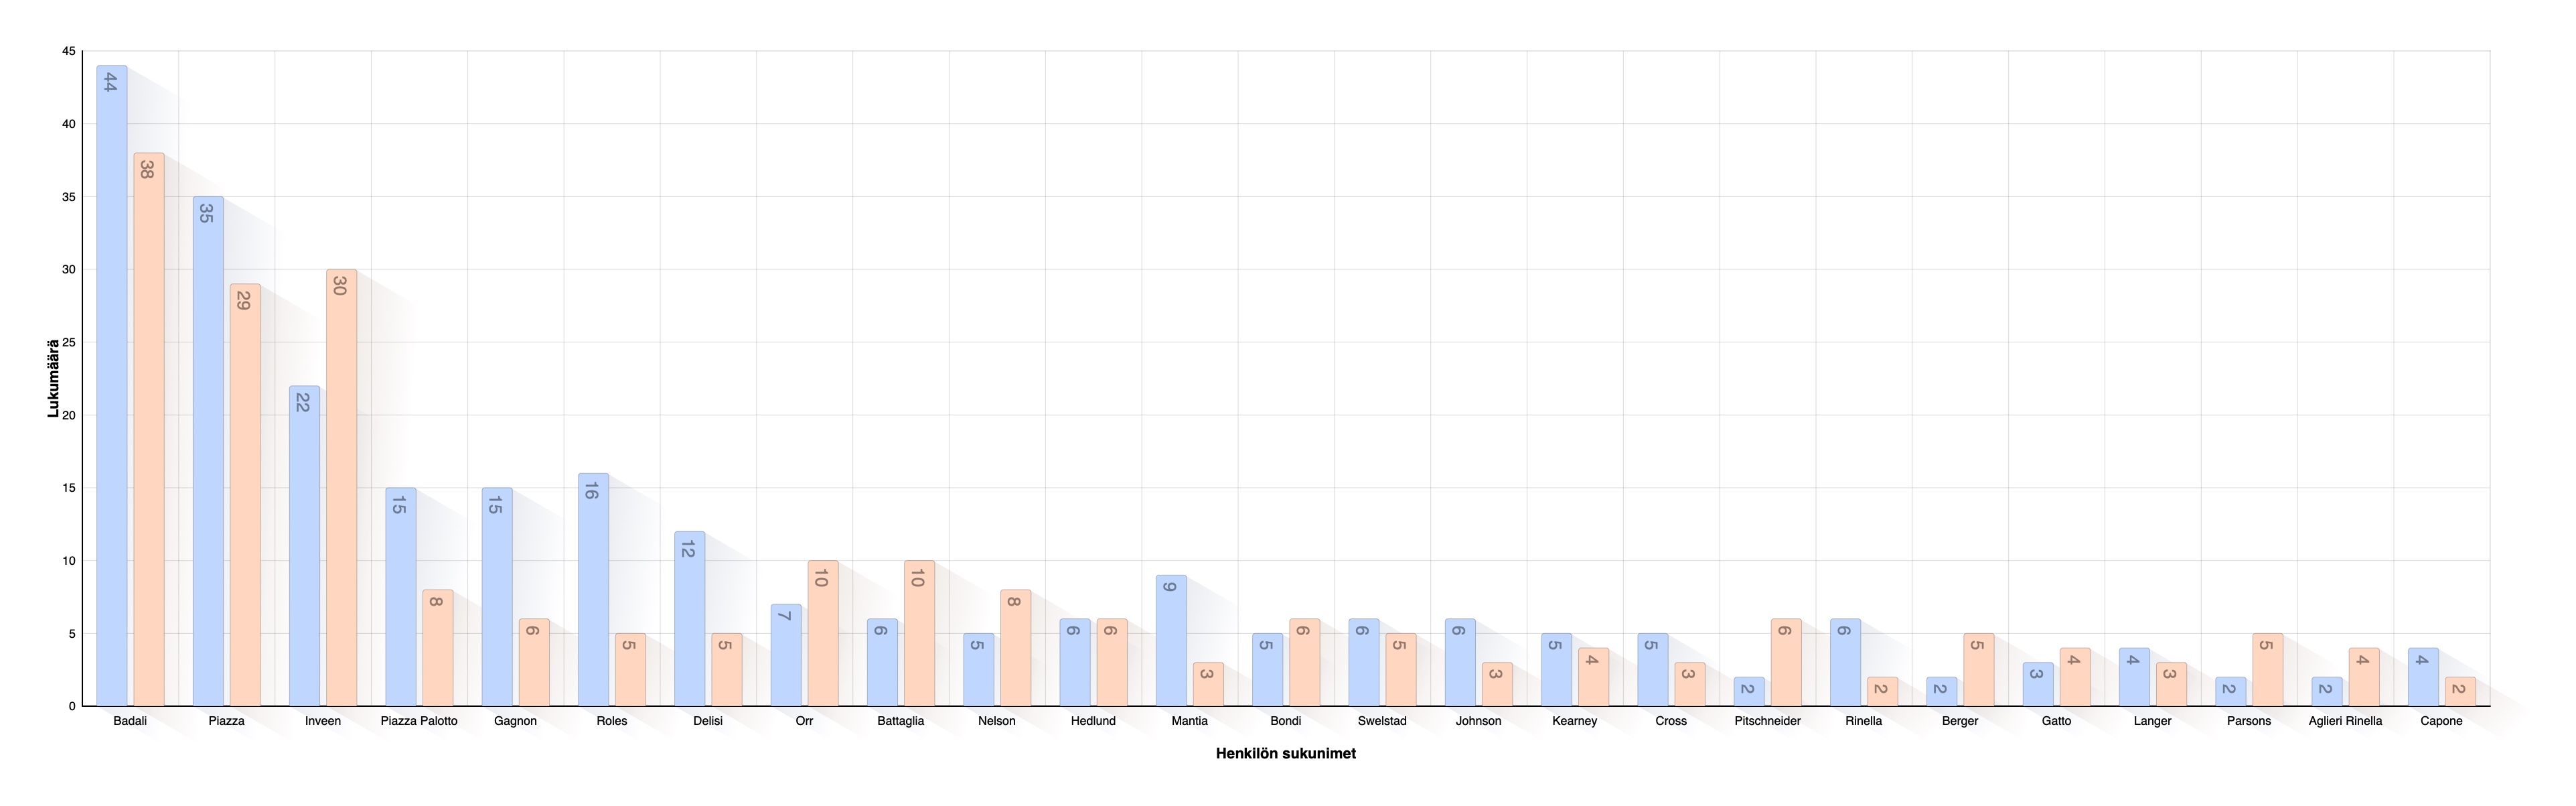 45
40
35
30
25
20
15
10
5
0
Lukumäärä
44 38 35 29 22 30 15 8 15 6 16 5 12 5 7 10 6 10 5 8 6 6 9 3 5 6 6 5 6 3 5 4 5 3 2 6 6 2 2 5 3 4 4 3 2 5 2 4 4 2
Badali Piazza Inveen Piazza Palotto Gagnon Roles Delisi Orr Battaglia Nelson Hedlund Mantia Bondi Swelstad Johnson Kearney Cross Pitschneider Rinella Berger Gatto Langer Parsons Aglieri Rinella Capone
Henkilön sukunimet